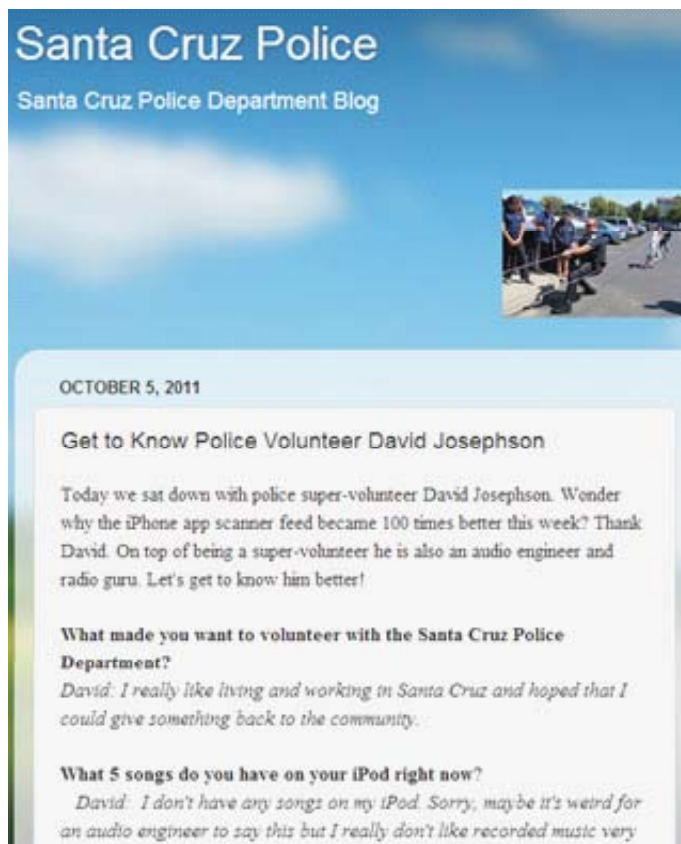 Santa Cruz Police
Santa Cruz Police Department Blog
OCTOBER 5, 2011
Get to Know Police Volunteer David Josephson
Today we sat down with police super-volunteer David Josephson. Wonder
why the iPhone app scanner feed became 100 times better this week? Thank
David. On top of being a super-volunteer he is also an audio engineer and
radio guru. Let's get to know him better!
What made you want to volunteer with the Santa Cruz Police
Department?
David: I really like living and working in Santa Cruz and hoped that I
could give something back to the community.
What 5 songs do you have on your iPod right now?
David: I don't have any songs on my iPod. Sorry, maybe it's weird for
an audio engineer to say this but I really don't like recorded music very